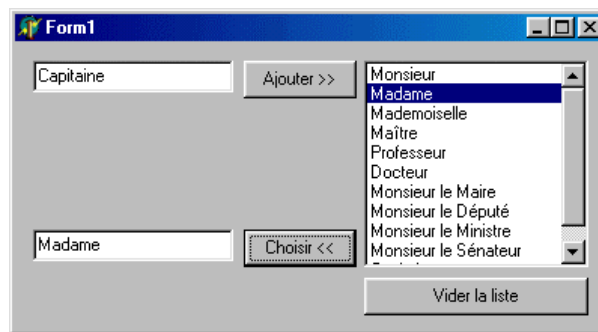 Form1
Capitaine
Ajouter >>
Monsieur
Madame
Mademoiselle
Maître
Professeur
Docteur
Monsieur le Maire
Monsieur le Député
Monsieur le Ministre
Monsieur le Sénateur
Madame
Choisir <<
Vider la liste